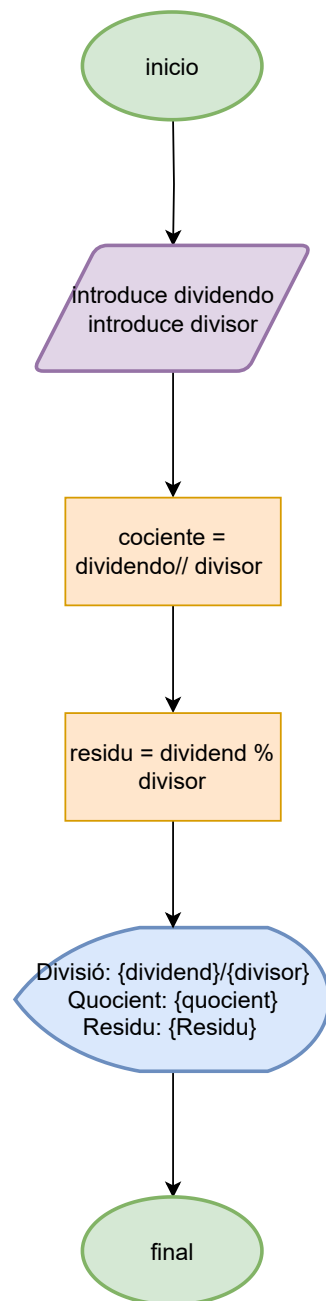 inicio
introduce dividendo
introduce divisor
cociente =
dividendo// divisor
residu = dividend %
divisor
Divisió: {dividend}/{divisor}
Quocient: {quocient}
Residu: {Residu}
final